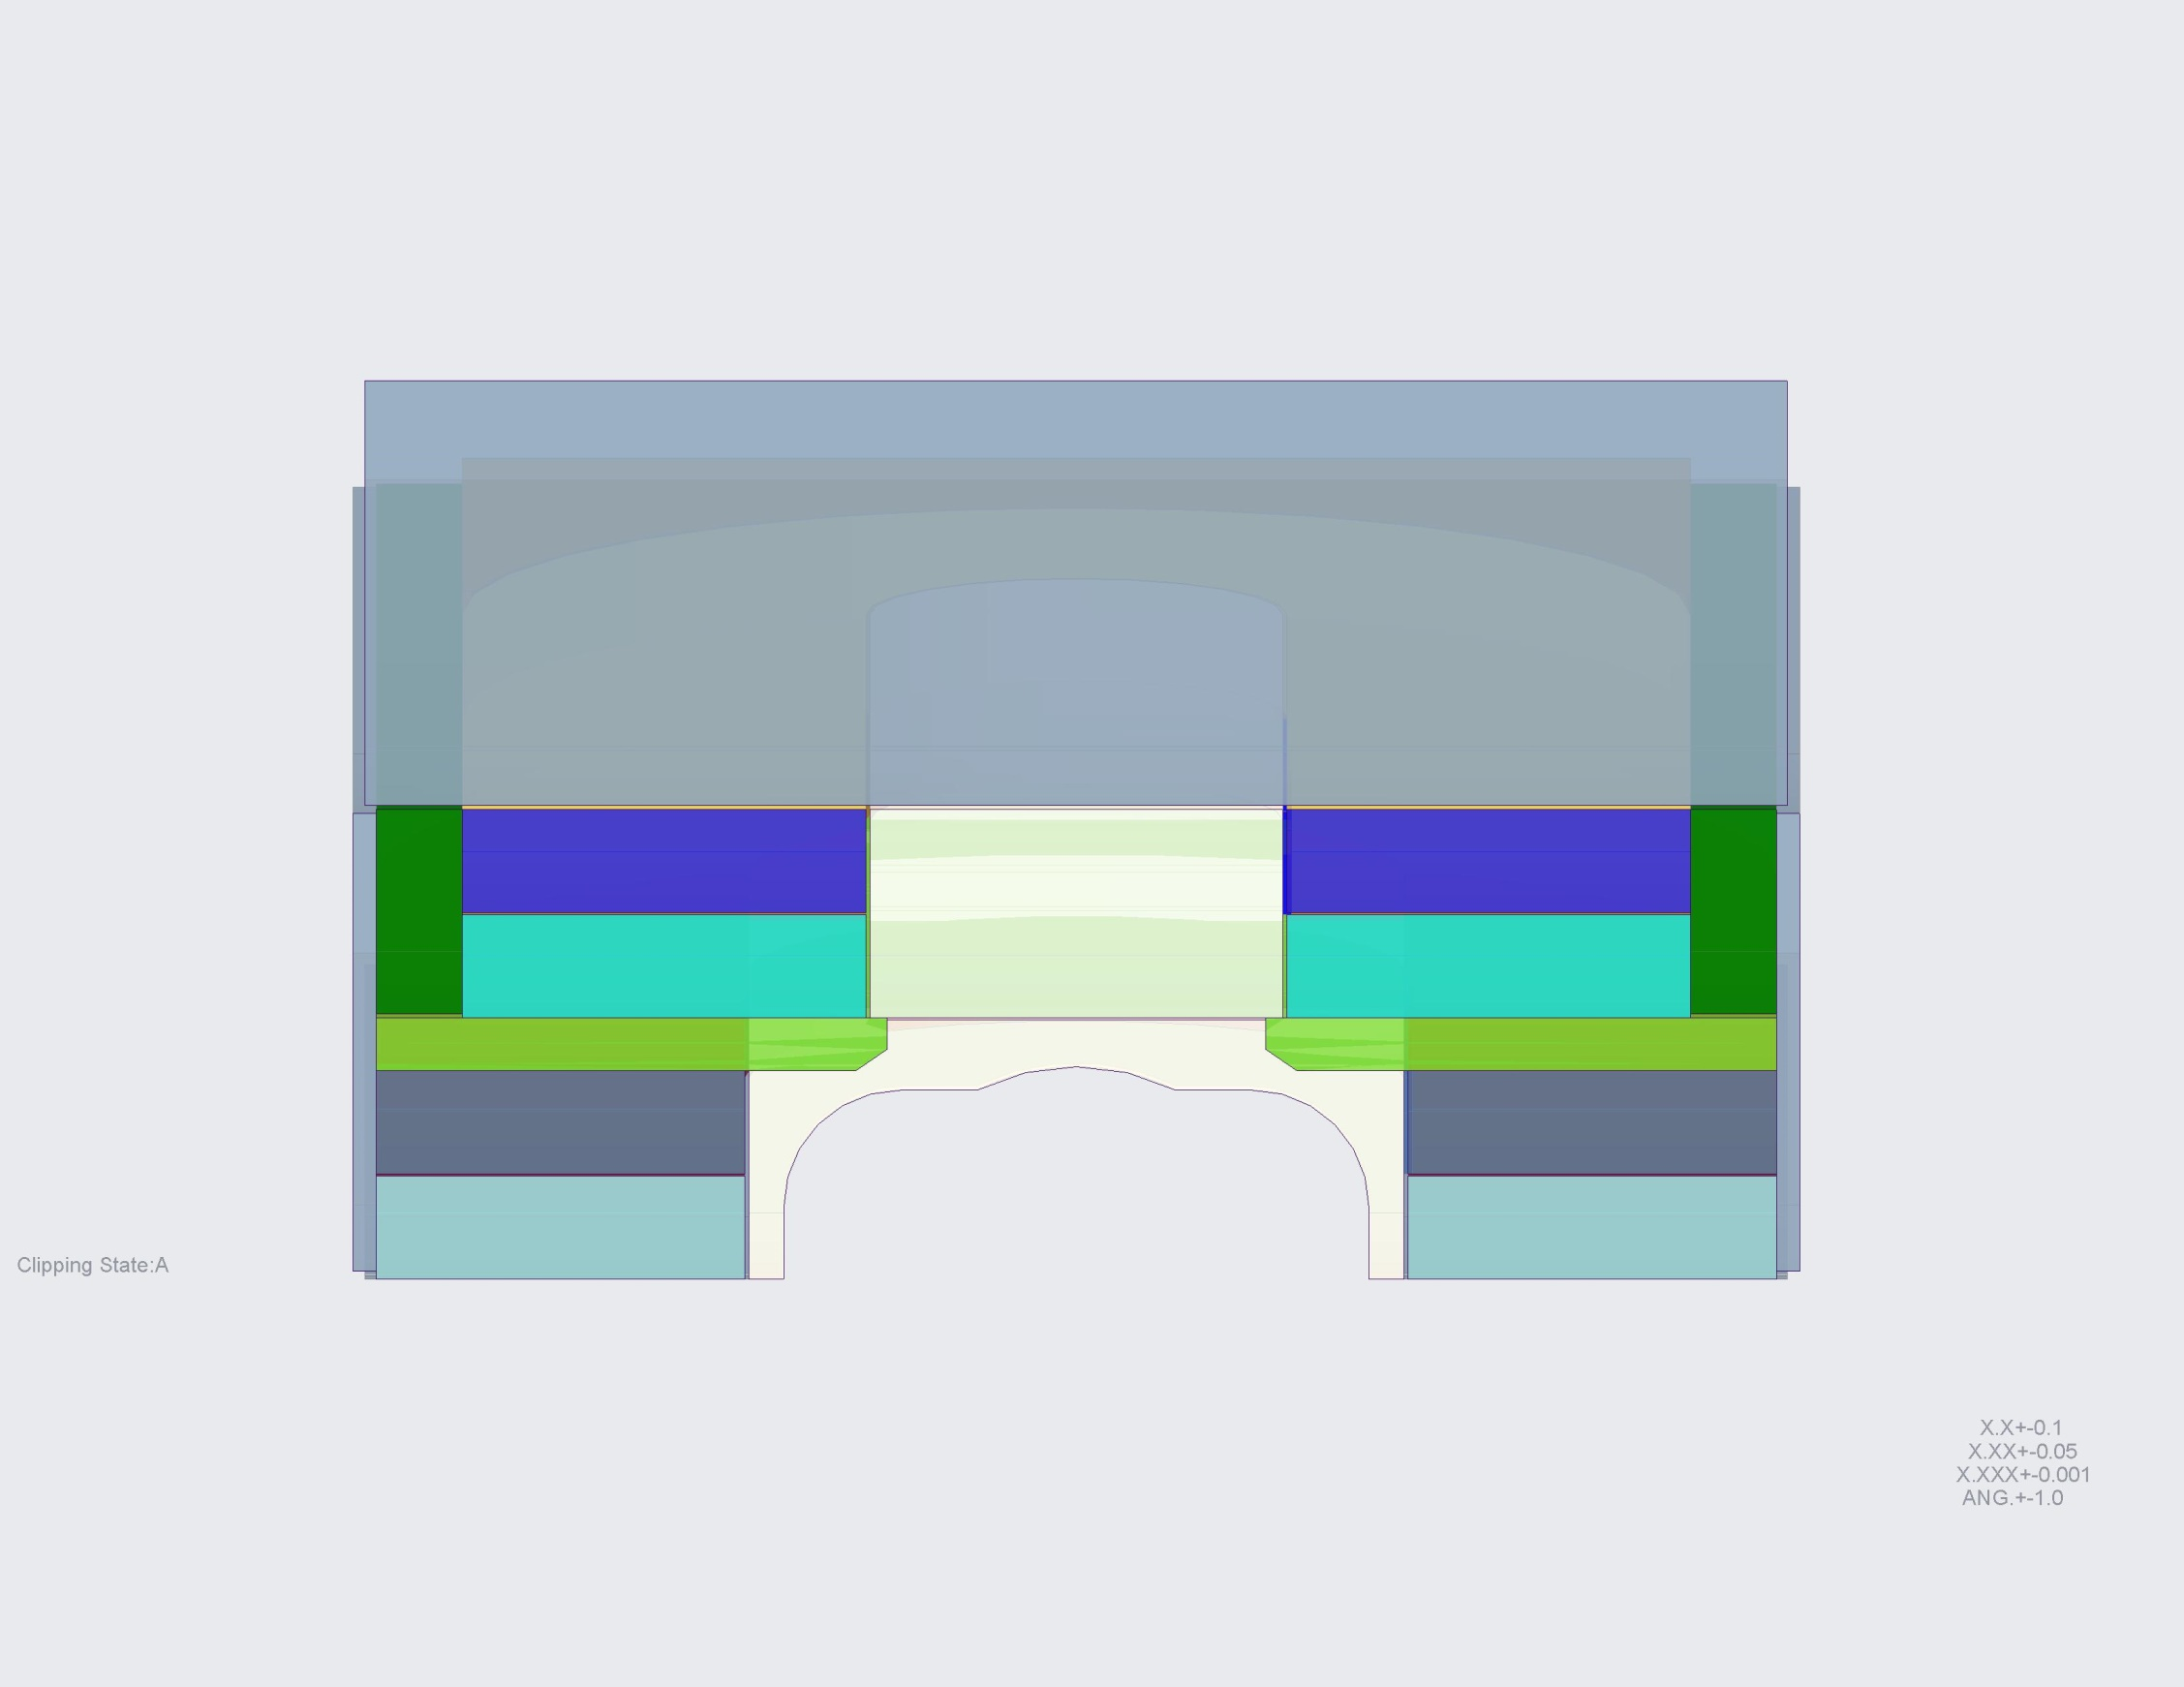 Clipping State:A
X.X+-0.1
X.XX+-0.05
X.XXX+-0.001
ANG.+-1.0